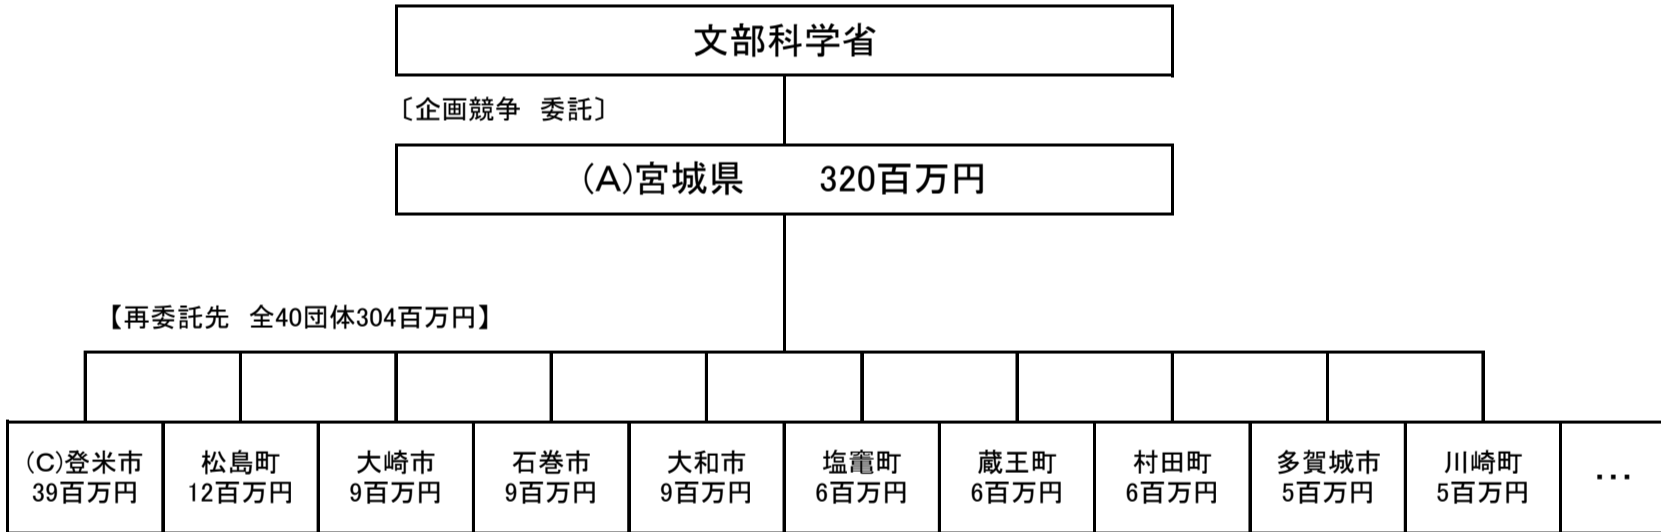 文部科学省
〔企画競争　委託〕
(A)宮城県　　320百万円
【再委託先　全40団体304百万円】
(C)登米市
39百万円
松島町
12百万円
大崎市
9百万円
石巻市
9百万円
大和市
9百万円
塩竈町
6百万円
蔵王町
6百万円
村田町
6百万円
多賀城市
5百万円
川崎町
5百万円
…